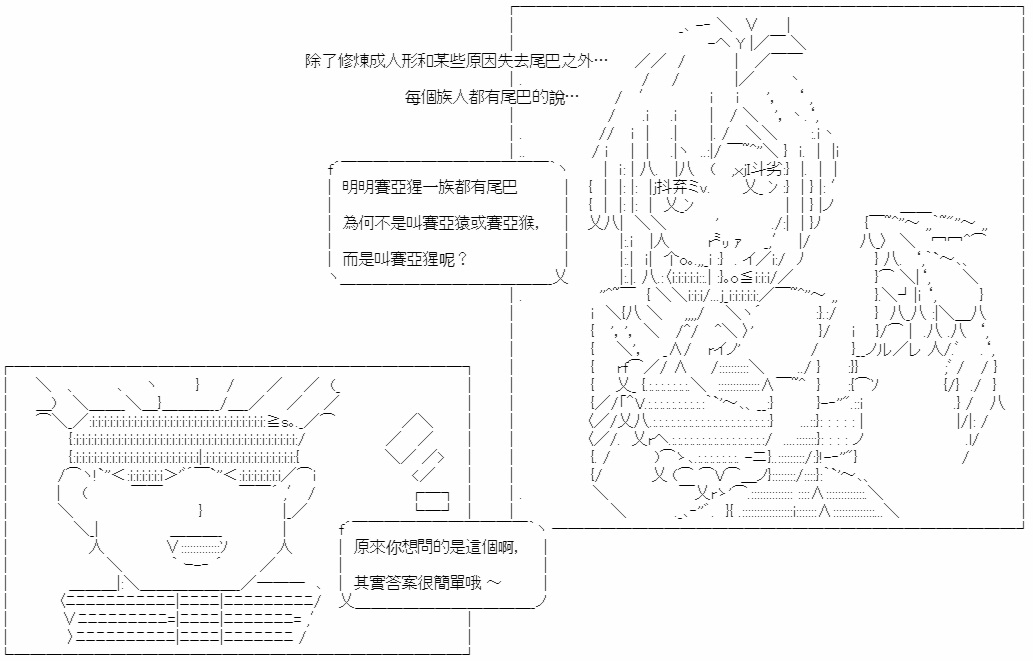 除了修煉成人形和某些原因失去尾巴之外…
每個族人都有尾巴的說…
明明賽亞猩一族都有尾巴
為何不是叫賽亞猿或賽亞猴，
而是叫賽亞猩呢？
原來你想問的是這個啊，
其實答案很簡單哦～